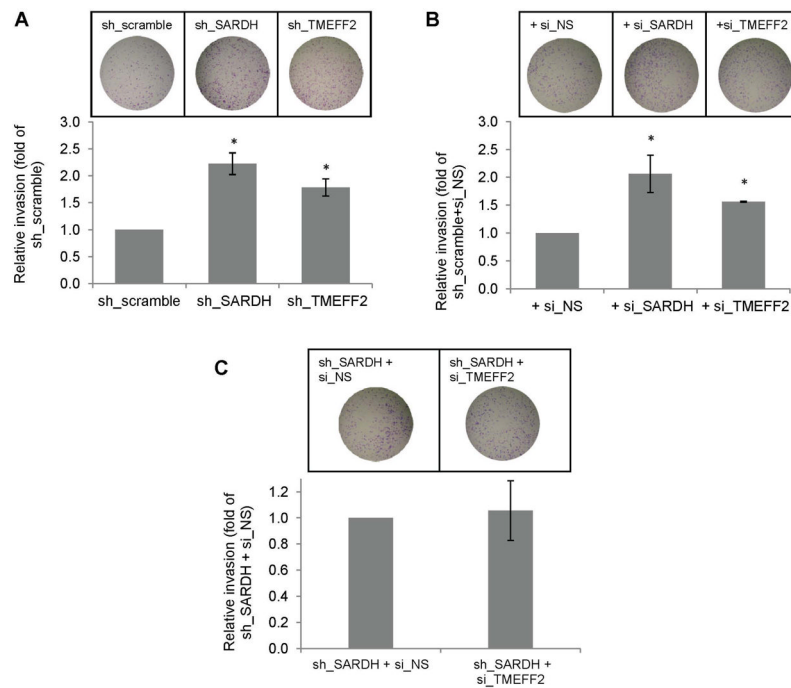 A
sh_scramble sh_SARDH sh_TMEFF2
Relative invasion (fold of
sh_scramble)
3.0
2.5
2.0
1.5
1.0
0.5
0.0
* *
sh_scramble sh_SARDH sh_TMEFF2
B
+ si_NS + si_SARDH +si_TMEFF2
Relative invasion (fold of
sh_scramble+si_NS)
3.0
2.5
2.0
1.5
1.0
0.5
0.0
*
*
+ si_NS + si_SARDH + si_TMEFF2
C
sh_SARDH +
si_NS
sh_SARDH +
si_TMEFF2
Relative invasion (fold of
sh_SARDH + si_NS)
1.2
1.0
0.8
0.6
0.4
0.2
0.0
sh_SARDH + si_NS
sh_SARDH +
si_TMEFF2